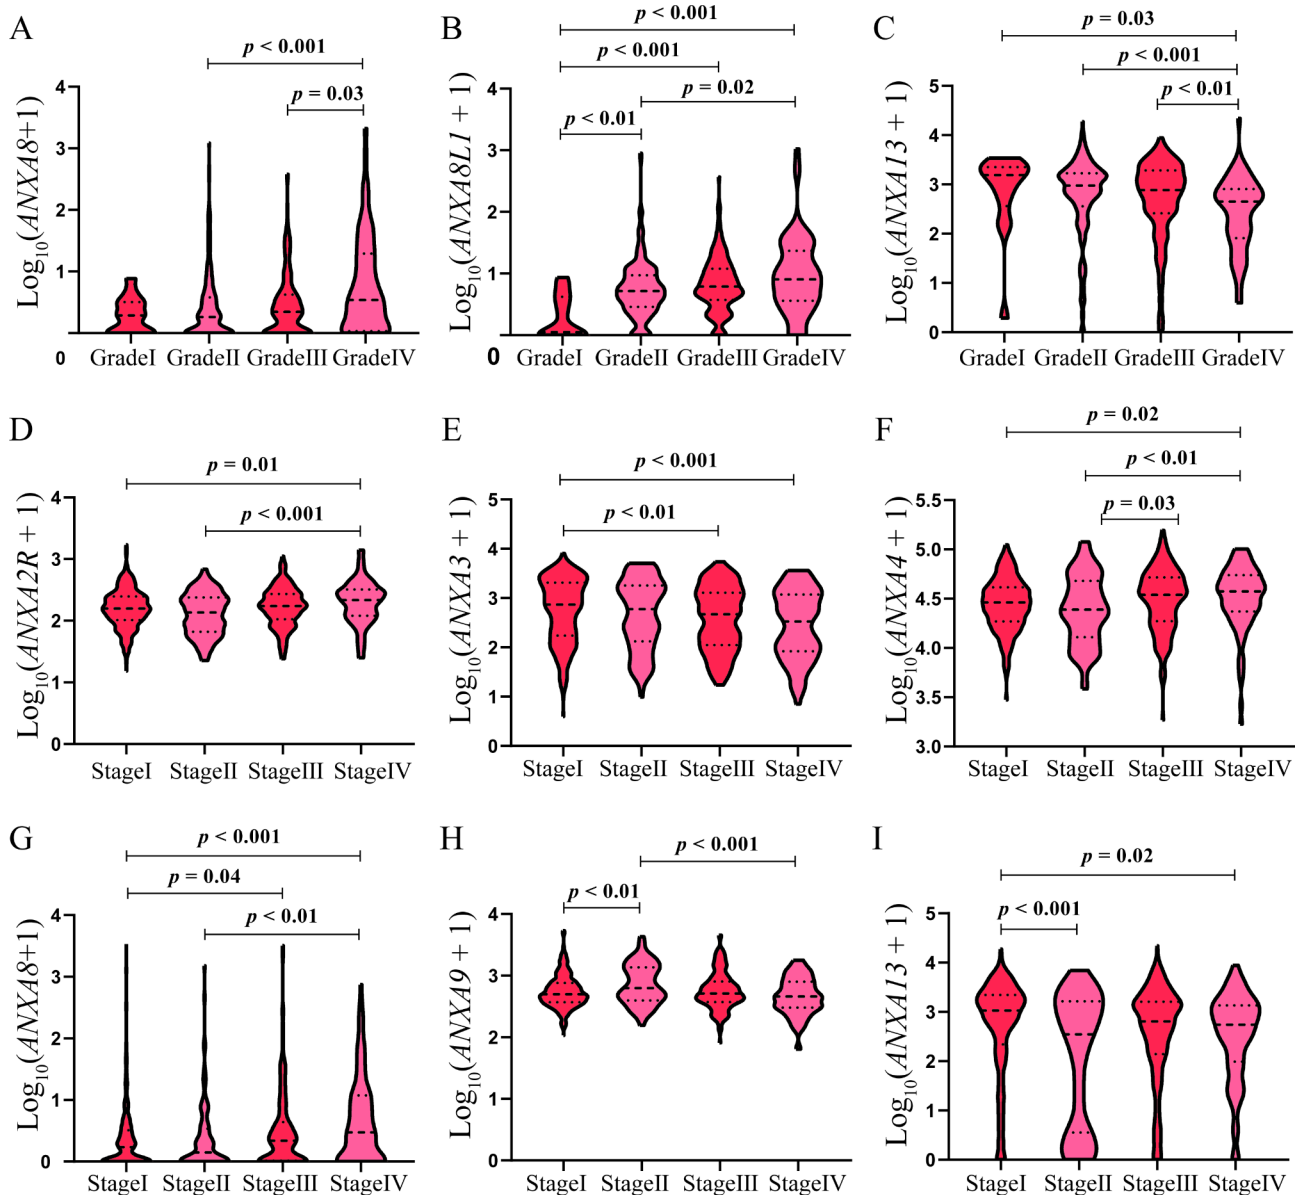 A
p < 0.001
p = 0.03
Log10(ANXA8+1)
4
3
2
1
0
GradeI GradeII GradeIII GradeIV
B
p < 0.001
p < 0.001
p = 0.02
p < 0.01
Log10(ANXA8L1 + 1)
4
3
2
1
0
GradeI GradeII GradeIII GradeIV
C
p = 0.03
p < 0.001
p < 0.01
Log10(ANXA13 + 1)
5
4
3
2
1
0
GradeI GradeII GradeIII GradeIV
D
p = 0.01
p < 0.001
Log10(ANXA2R + 1)
4
3
2
1
0
StageI StageII StageIII StageIV
E
p < 0.001
p < 0.01
Log10(ANXA3 + 1)
5
4
3
2
1
0
StageI StageII StageIII StageIV
F
p = 0.02
p < 0.01
p = 0.03
Log10(ANXA4 + 1)
5.5
5.0
4.5
4.0
3.5
3.0
StageI StageII StageIII StageIV
G
p < 0.001
p = 0.04
p < 0.01
Log10(ANXA8+1)
4
3
2
1
0
StageI StageII StageIII StageIV
H
p < 0.001
p < 0.01
Log10(ANXA9 + 1)
4
3
2
1
0
StageI StageII StageIII StageIV
I
p = 0.02
p < 0.001
Log10(ANXA13 + 1)
5
4
3
2
1
0
StageI StageII StageIII StageIV